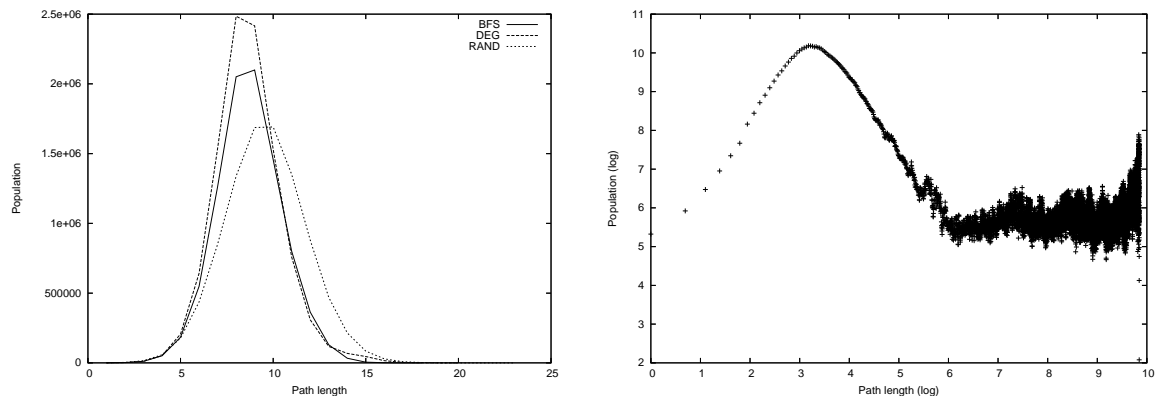 2.5e+06
2e+06
1.5e+06
1e+06
500000
0
Population
0 5 10 15 20 25
Path length
BFS
DEG
RAND
11
10
9
8
7
6
5
4
3
2
Population (log)
0 1 2 3 4 5 6 7 8 9 10
Path length (log)